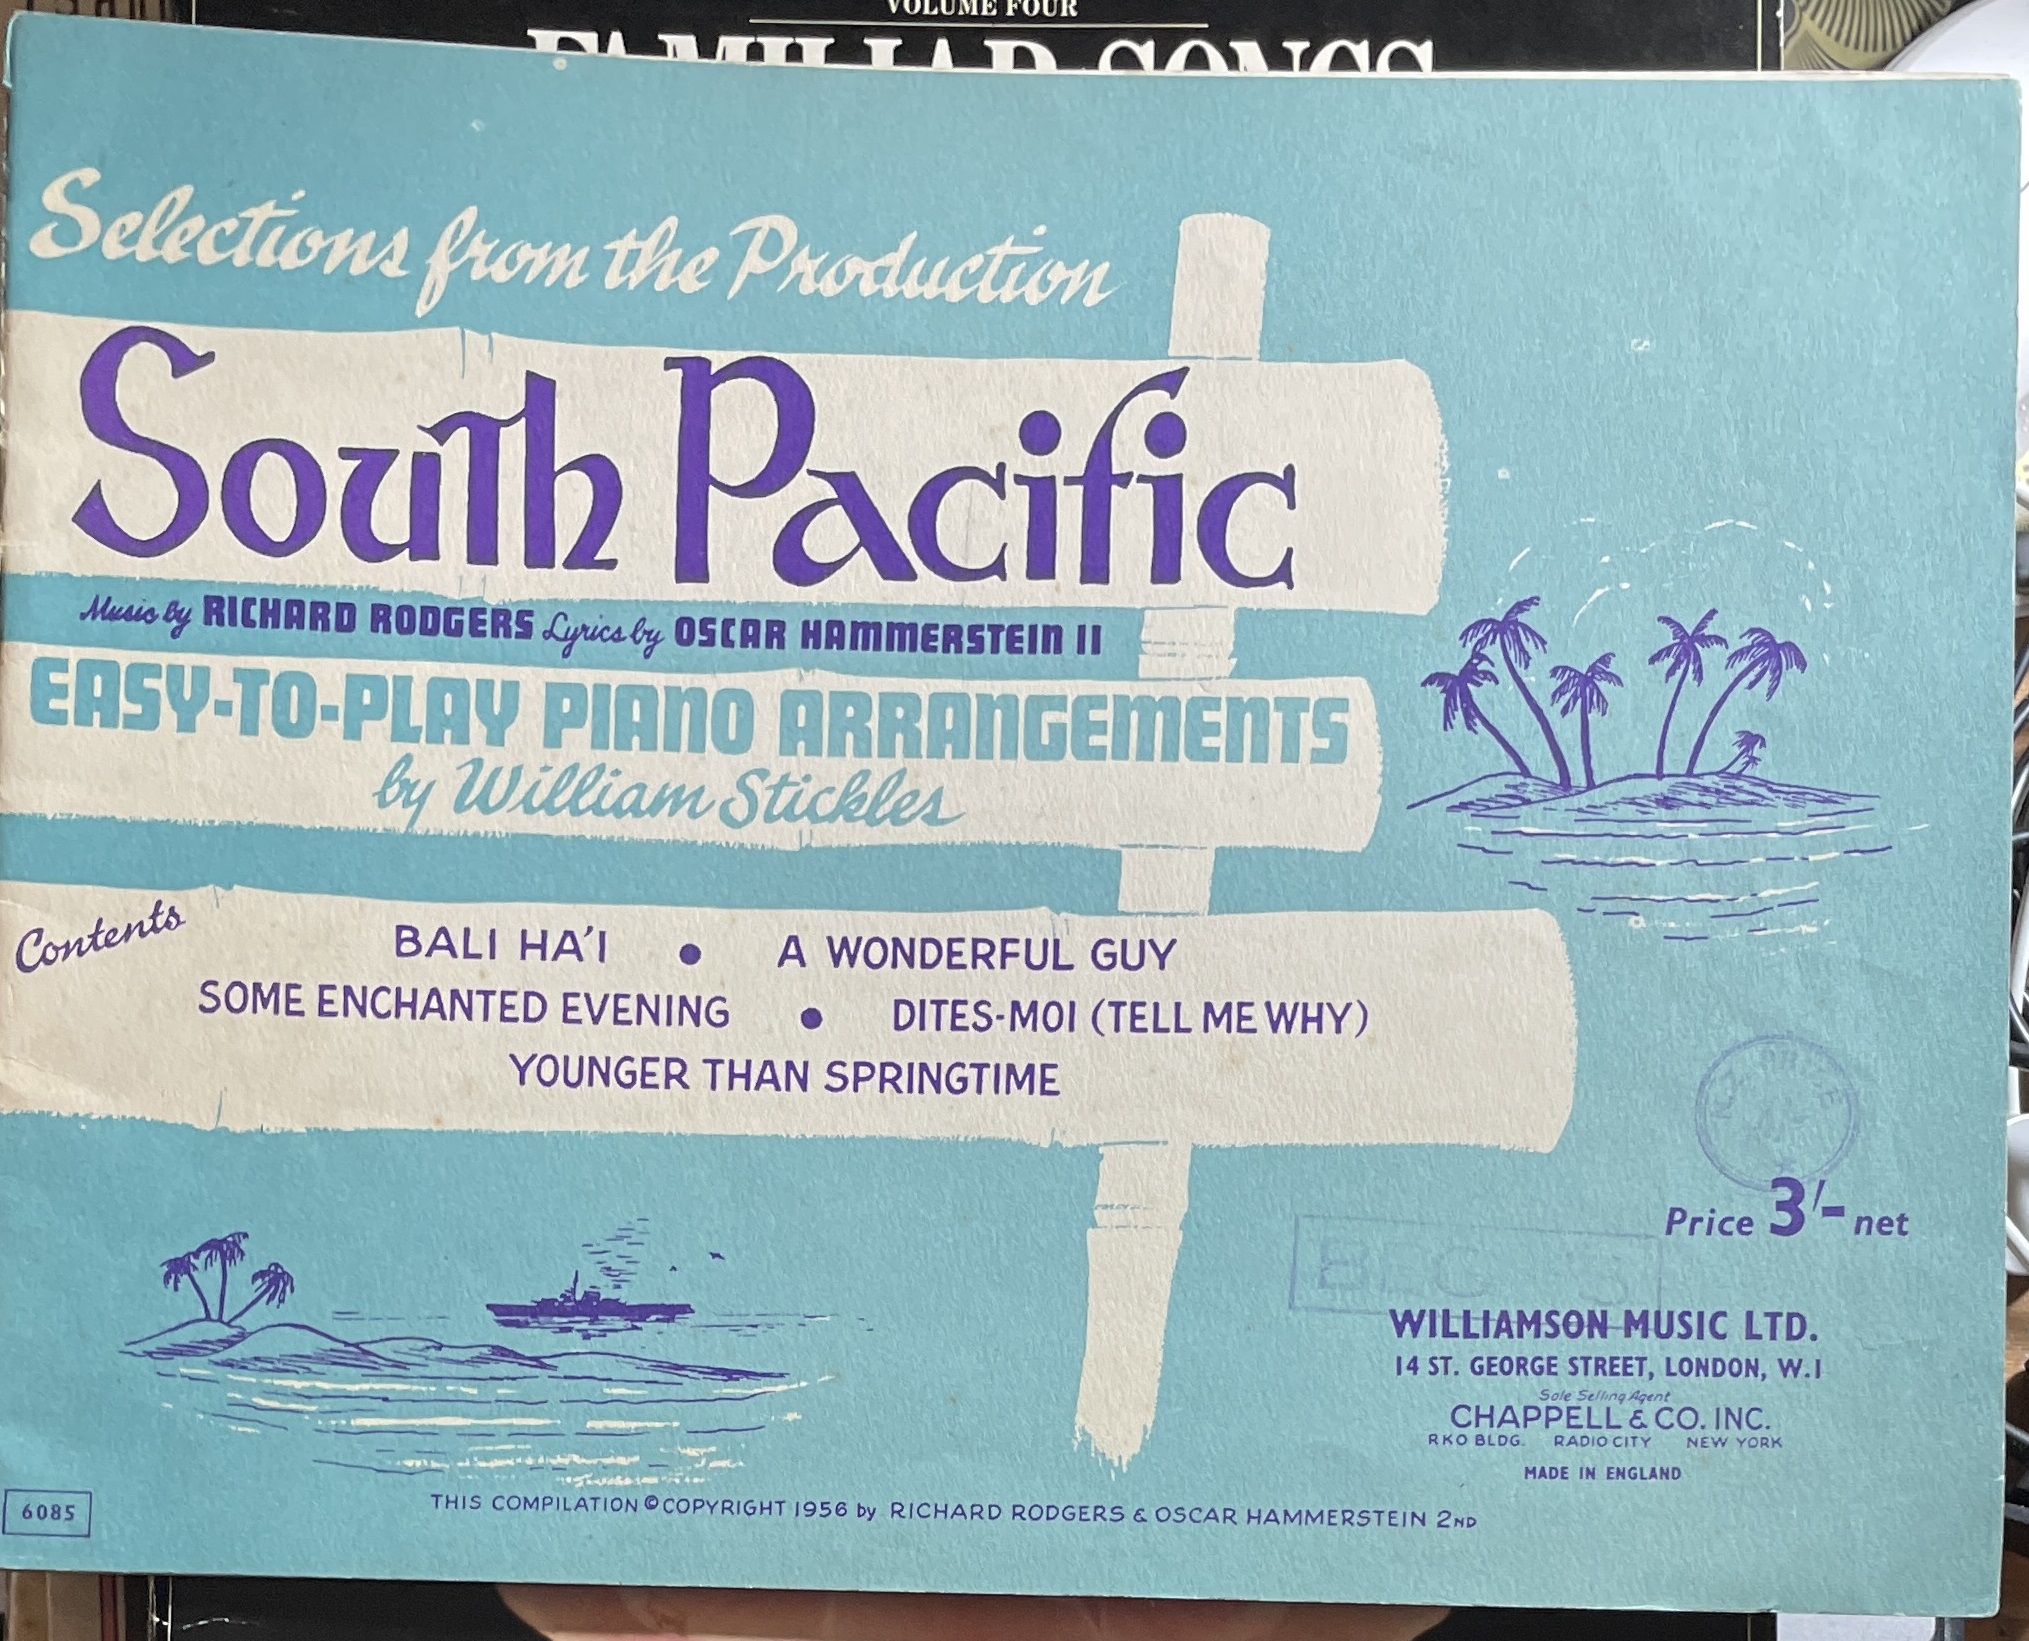 VOLUME FOUR
FAMILIAR SONGS
Selections from the Production
South Pacific
Music by RICHARD RODGERS Lyrics by OSCAR HAMMERSTEIN II
EASY-TO-PLAY PIANO ARRANGEMENTS
by William Stickles
Contents
BALI HA'I • A WONDERFUL GUY
SOME ENCHANTED EVENING • DITES-MOI (TELL ME WHY)
YOUNGER THAN SPRINGTIME
Price 3/- net
WILLIAMSON MUSIC LTD.
14 ST. GEORGE STREET, LONDON, W.1
Sole Selling Agent
CHAPPELL & CO. INC.
RKO BLDG. RADIO CITY NEW YORK
MADE IN ENGLAND
6085
THIS COMPILATION © COPYRIGHT 1956 by RICHARD RODGERS & OSCAR HAMMERSTEIN 2ND